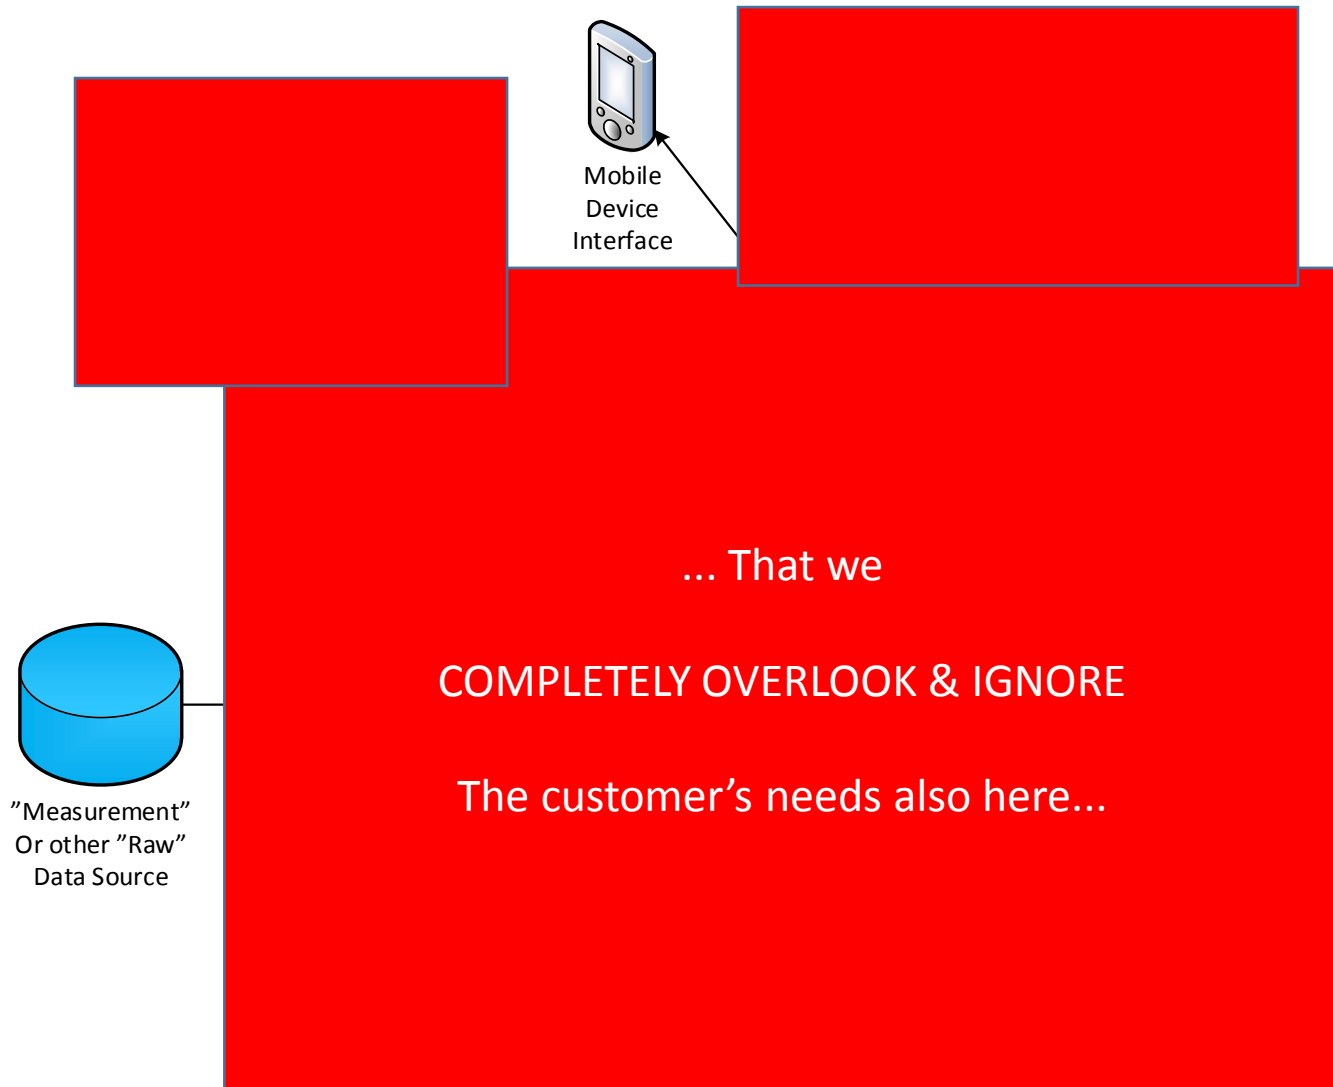 Mobile
Device
Interface
... That we
COMPLETELY OVERLOOK & IGNORE
The customer’s needs also here...
”Measurement”
Or other ”Raw”
Data Source